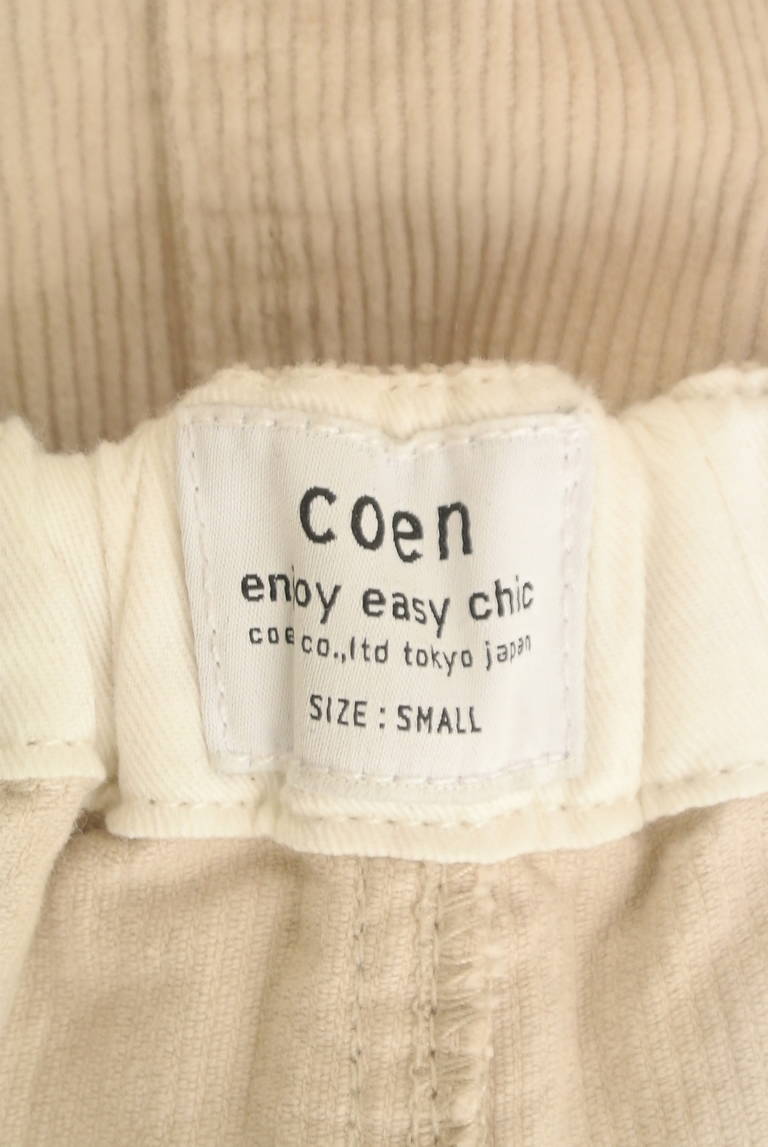 coen
enjoy easy chic
coe co.,ltd tokyo japan
SIZE : SMALL